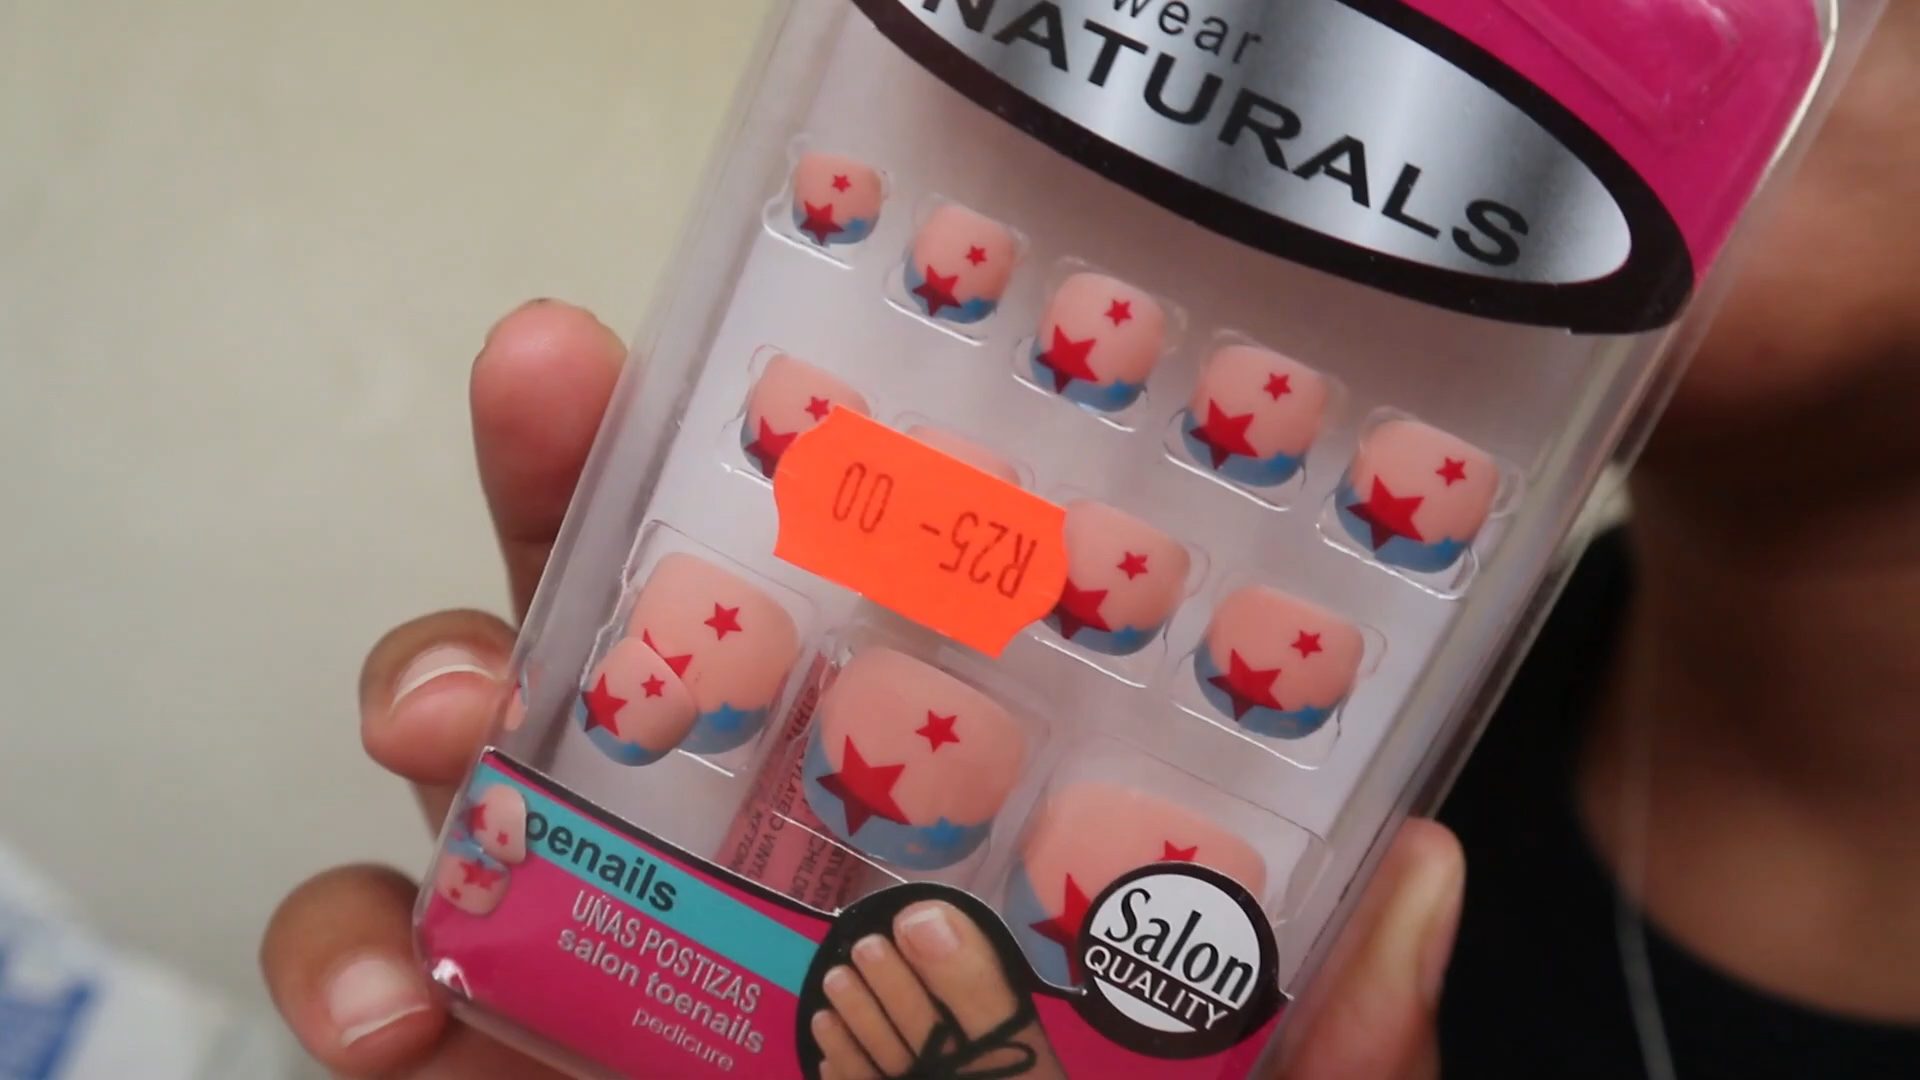 wear
NATURALS
R25-00
oenails
UÑAS POSTIZAS
salon toenails
pedicure
Salon
QUALITY